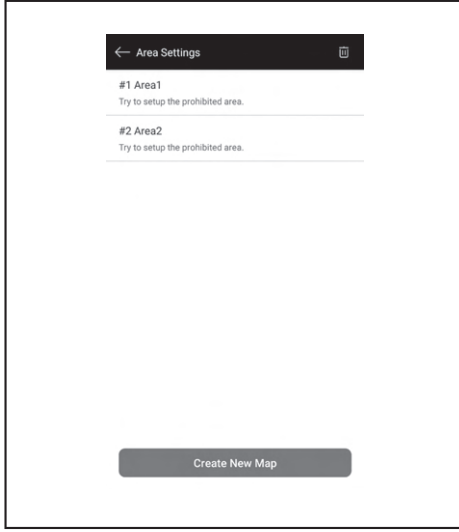 Area Settings
#1 Area1
Try to setup the prohibited area.
#2 Area2
Try to setup the prohibited area.
Create New Map